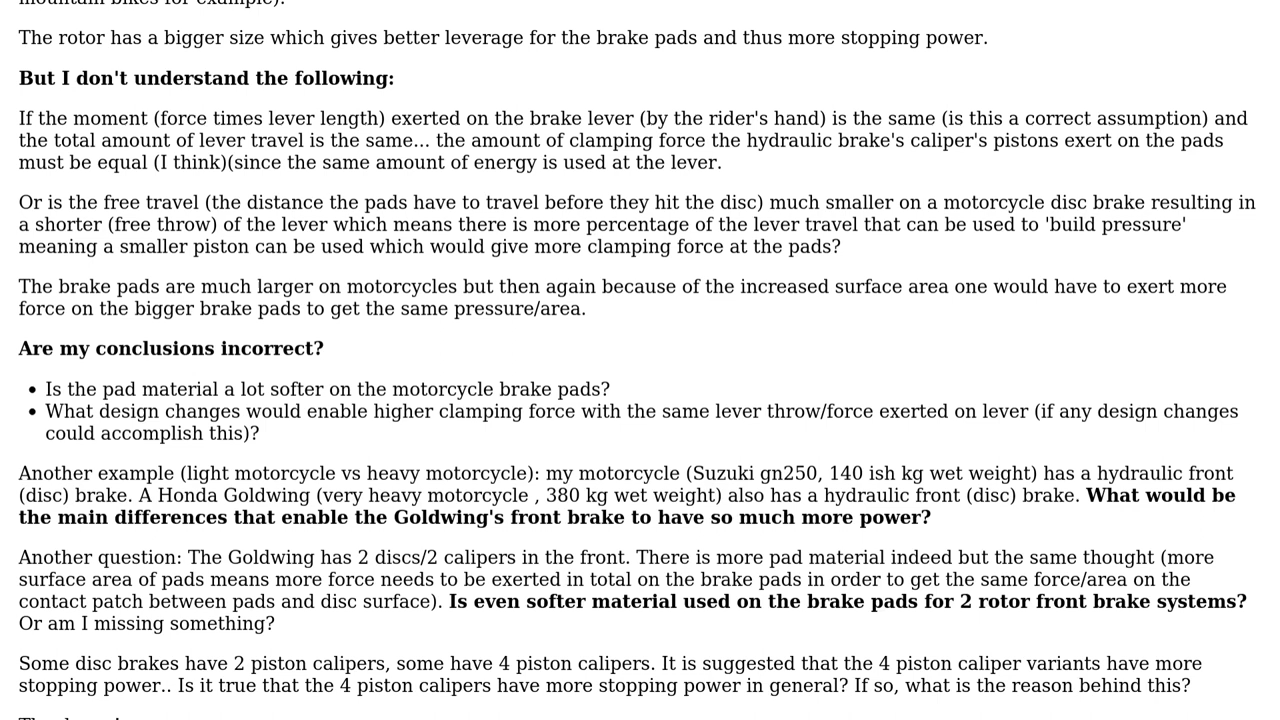 mountain bikes for example).
The rotor has a bigger size which gives better leverage for the brake pads and thus more stopping power.
But I don't understand the following:
If the moment (force times lever length) exerted on the brake lever (by the rider's hand) is the same (is this a correct assumption) and
the total amount of lever travel is the same... the amount of clamping force the hydraulic brake's caliper's pistons exert on the pads
must be equal (I think)(since the same amount of energy is used at the lever.
Or is the free travel (the distance the pads have to travel before they hit the disc) much smaller on a motorcycle disc brake resulting in
a shorter (free throw) of the lever which means there is more percentage of the lever travel that can be used to 'build pressure'
meaning a smaller piston can be used which would give more clamping force at the pads?
The brake pads are much larger on motorcycles but then again because of the increased surface area one would have to exert more
force on the bigger brake pads to get the same pressure/area.
Are my conclusions incorrect?
• Is the pad material a lot softer on the motorcycle brake pads?
• What design changes would enable higher clamping force with the same lever throw/force exerted on lever (if any design changes
could accomplish this)?
Another example (light motorcycle vs heavy motorcycle): my motorcycle (Suzuki gn250, 140 ish kg wet weight) has a hydraulic front
(disc) brake. A Honda Goldwing (very heavy motorcycle , 380 kg wet weight) also has a hydraulic front (disc) brake. What would be
the main differences that enable the Goldwing's front brake to have so much more power?
Another question: The Goldwing has 2 discs/2 calipers in the front. There is more pad material indeed but the same thought (more
surface area of pads means more force needs to be exerted in total on the brake pads in order to get the same force/area on the
contact patch between pads and disc surface). Is even softer material used on the brake pads for 2 rotor front brake systems?
Or am I missing something?
Some disc brakes have 2 piston calipers, some have 4 piston calipers. It is suggested that the 4 piston caliper variants have more
stopping power.. Is it true that the 4 piston calipers have more stopping power in general? If so, what is the reason behind this?